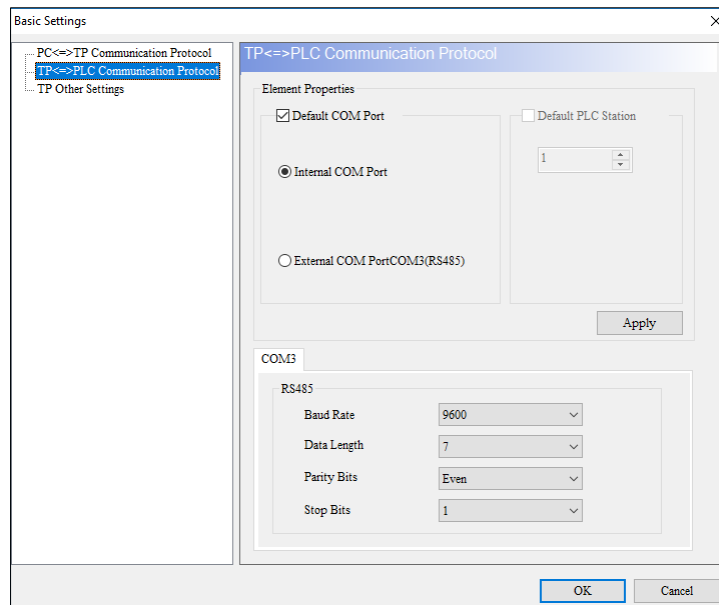 Basic Settings
PC<=>TP Communication Protocol
TP<=>PLC Communication Protocol
TP Other Settings
TP<=>PLC Communication Protocol
Element Properties
Default COM Port
Default PLC Station
Internal COM Port
1
External COM PortCOM3(RS485)
Apply
COM3
RS485
Baud Rate
9600
Data Length
7
Parity Bits
Even
Stop Bits
1
OK
Cancel